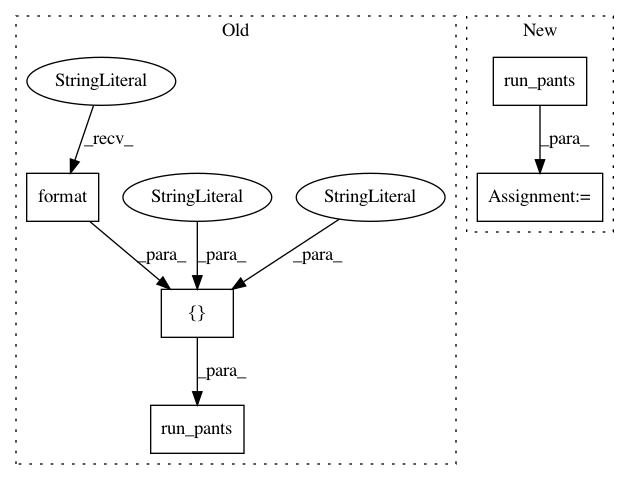 Old
New
StringLiteral
run_pants
_recv_
_para_
format
StringLiteral
StringLiteral
Assignment:=
_para_
_para_
_para_
{}
_para_
run_pants